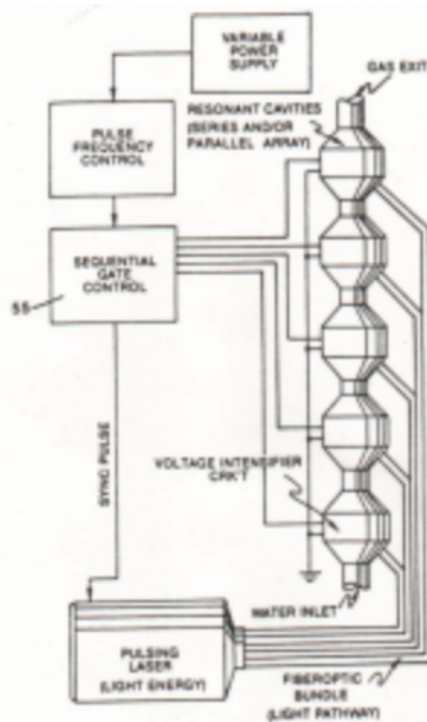 VARIABLE
POWER
SUPPLY
GAS EXIT
RESONANT CAVITIES
(SERIES AND/OR
PARALLEL ARRAY)
PULSE
FREQUENCY
CONTROL
SEQUENTIAL
GATE
CONTROL
55
SYNC PULSE
VOLTAGE INTENSIFIER
CRK'T
WATER INLET
PULSING
LASER
(LIGHT ENERGY)
FIBEROPTIC
BUNDLE
(LIGHT PATHWAY)